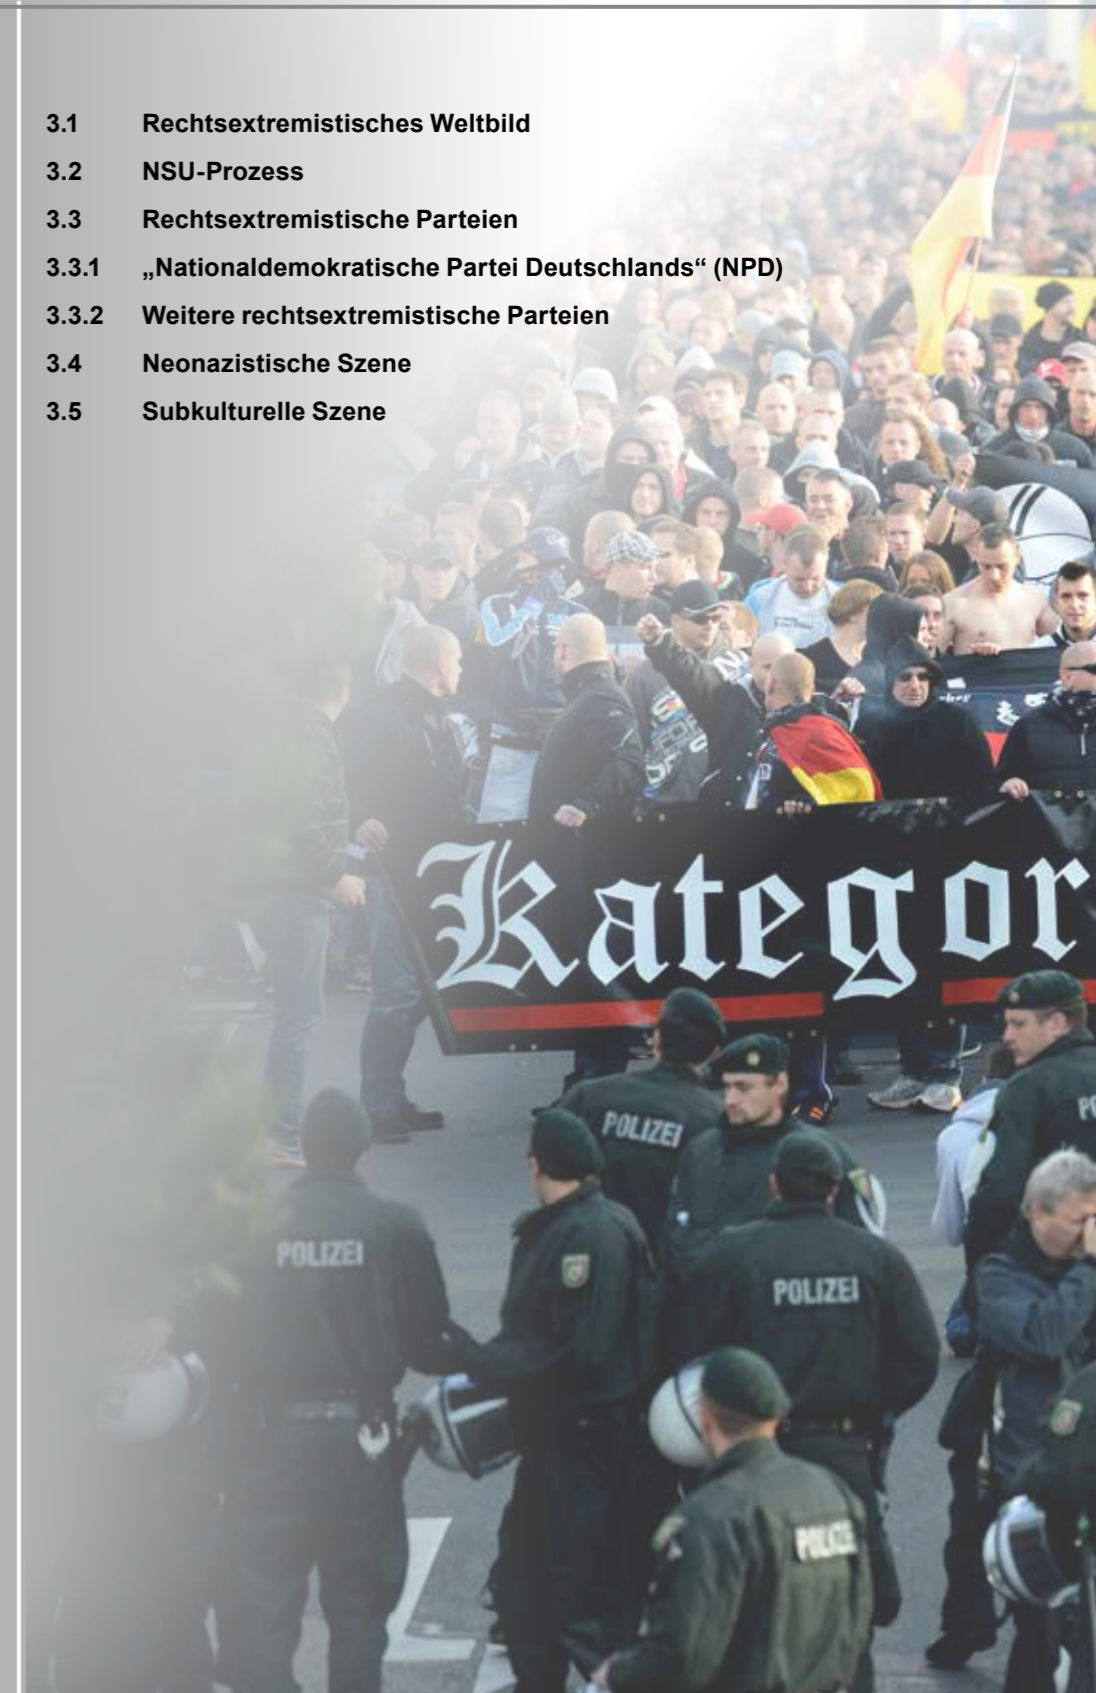 3.1 Rechtsextremistisches Weltbild
3.2 NSU-Prozess
3.3 Rechtsextremistische Parteien
3.3.1 „Nationaldemokratische Partei Deutschlands“ (NPD)
3.3.2 Weitere rechtsextremistische Parteien
3.4 Neonazistische Szene
3.5 Subkulturelle Szene
Kategor
POLIZEI
PO
POLIZEI
POLIZEI
POLIZEI